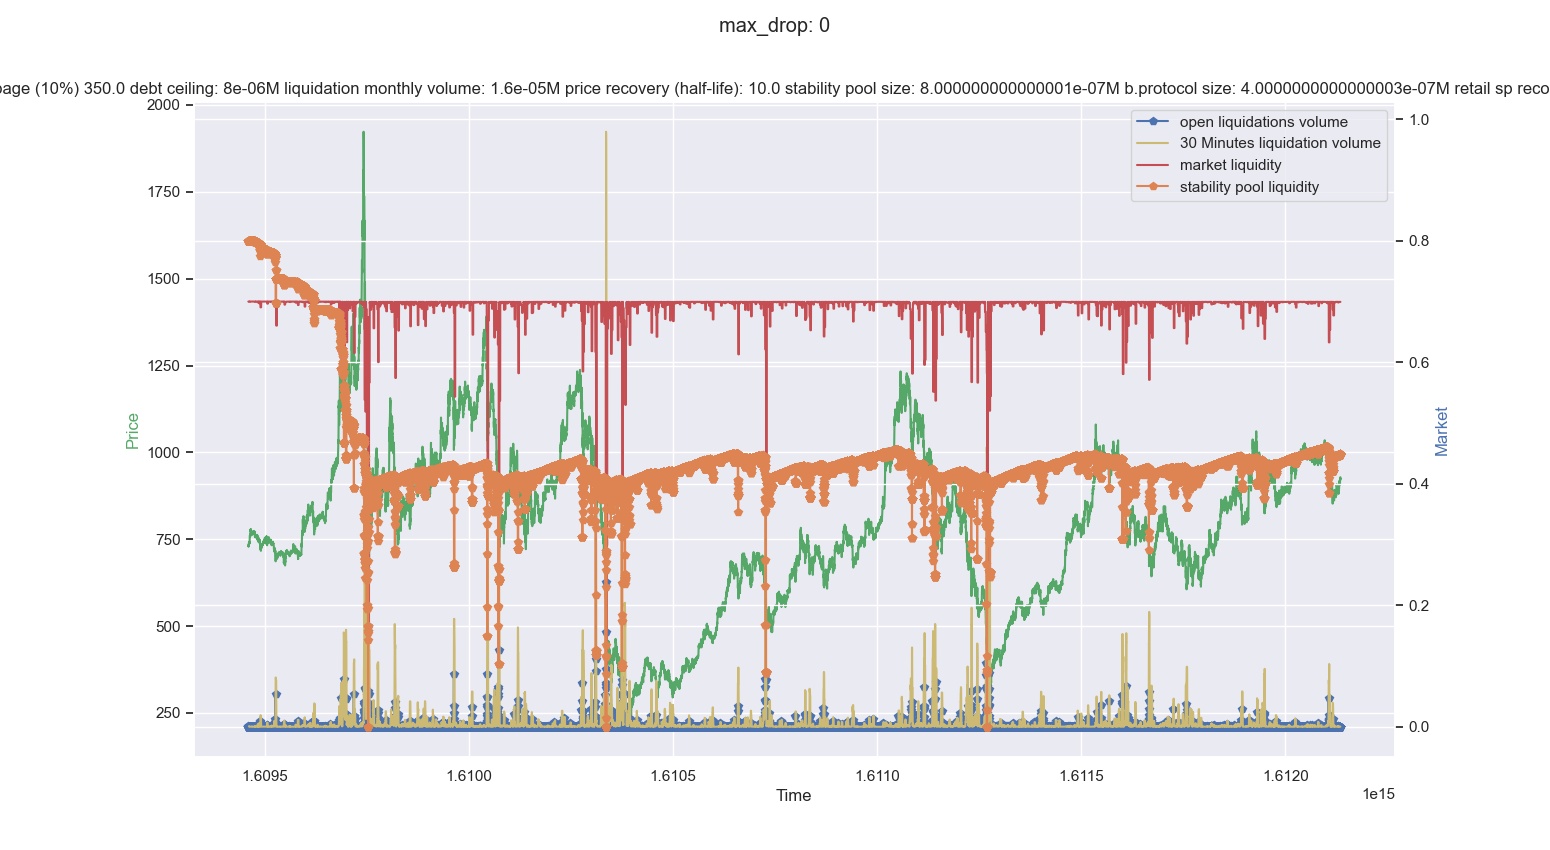 max_drop: 0
page (10%) 350.0 debt ceiling: 8e-06M liquidation monthly volume: 1.6e-05M price recovery (half-life): 10.0 stability pool size: 8.000000000000001e-07M b.protocol size: 4.0000000000000003e-07M retail sp reco
2000
1750
1500
1250
1000
750
500
250
Price
1.0
0.8
0.6
0.4
0.2
0.0
Market
open liquidations volume
30 Minutes liquidation volume
market liquidity
stability pool liquidity
1.6095
1.6100
1.6105
1.6110
1.6115
1.6120
Time
1e15